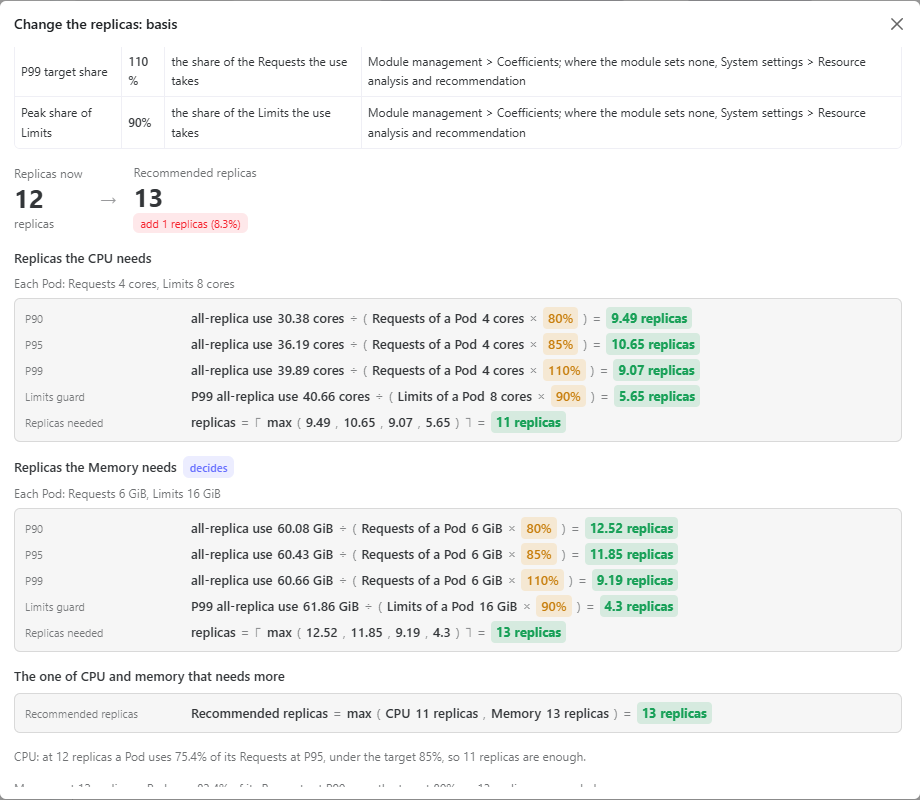 Change the replicas: basis
P99 target share
110
%
the share of the Requests the use
takes
Module management > Coefficients; where the module sets none, System settings > Resource
analysis and recommendation
Peak share of
Limits
90%
the share of the Limits the use
takes
Module management > Coefficients; where the module sets none, System settings > Resource
analysis and recommendation
Replicas now
12
replicas
→
Recommended replicas
13
add 1 replicas (8.3%)
Replicas the CPU needs
Each Pod: Requests 4 cores, Limits 8 cores
P90 all-replica use 30.38 cores ÷ ( Requests of a Pod 4 cores × 80% ) = 9.49 replicas
P95 all-replica use 36.19 cores ÷ ( Requests of a Pod 4 cores × 85% ) = 10.65 replicas
P99 all-replica use 39.89 cores ÷ ( Requests of a Pod 4 cores × 110% ) = 9.07 replicas
Limits guard P99 all-replica use 40.66 cores ÷ ( Limits of a Pod 8 cores × 90% ) = 5.65 replicas
Replicas needed replicas = ⌈ max ( 9.49 , 10.65 , 9.07 , 5.65 ) ⌉ = 11 replicas
Replicas the Memory needs decides
Each Pod: Requests 6 GiB, Limits 16 GiB
P90 all-replica use 60.08 GiB ÷ ( Requests of a Pod 6 GiB × 80% ) = 12.52 replicas
P95 all-replica use 60.43 GiB ÷ ( Requests of a Pod 6 GiB × 85% ) = 11.85 replicas
P99 all-replica use 60.66 GiB ÷ ( Requests of a Pod 6 GiB × 110% ) = 9.19 replicas
Limits guard P99 all-replica use 61.86 GiB ÷ ( Limits of a Pod 16 GiB × 90% ) = 4.3 replicas
Replicas needed replicas = ⌈ max ( 12.52 , 11.85 , 9.19 , 4.3 ) ⌉ = 13 replicas
The one of CPU and memory that needs more
Recommended replicas Recommended replicas = max ( CPU 11 replicas , Memory 13 replicas ) = 13 replicas
CPU: at 12 replicas a Pod uses 75.4% of its Requests at P95, under the target 85%, so 11 replicas are enough.